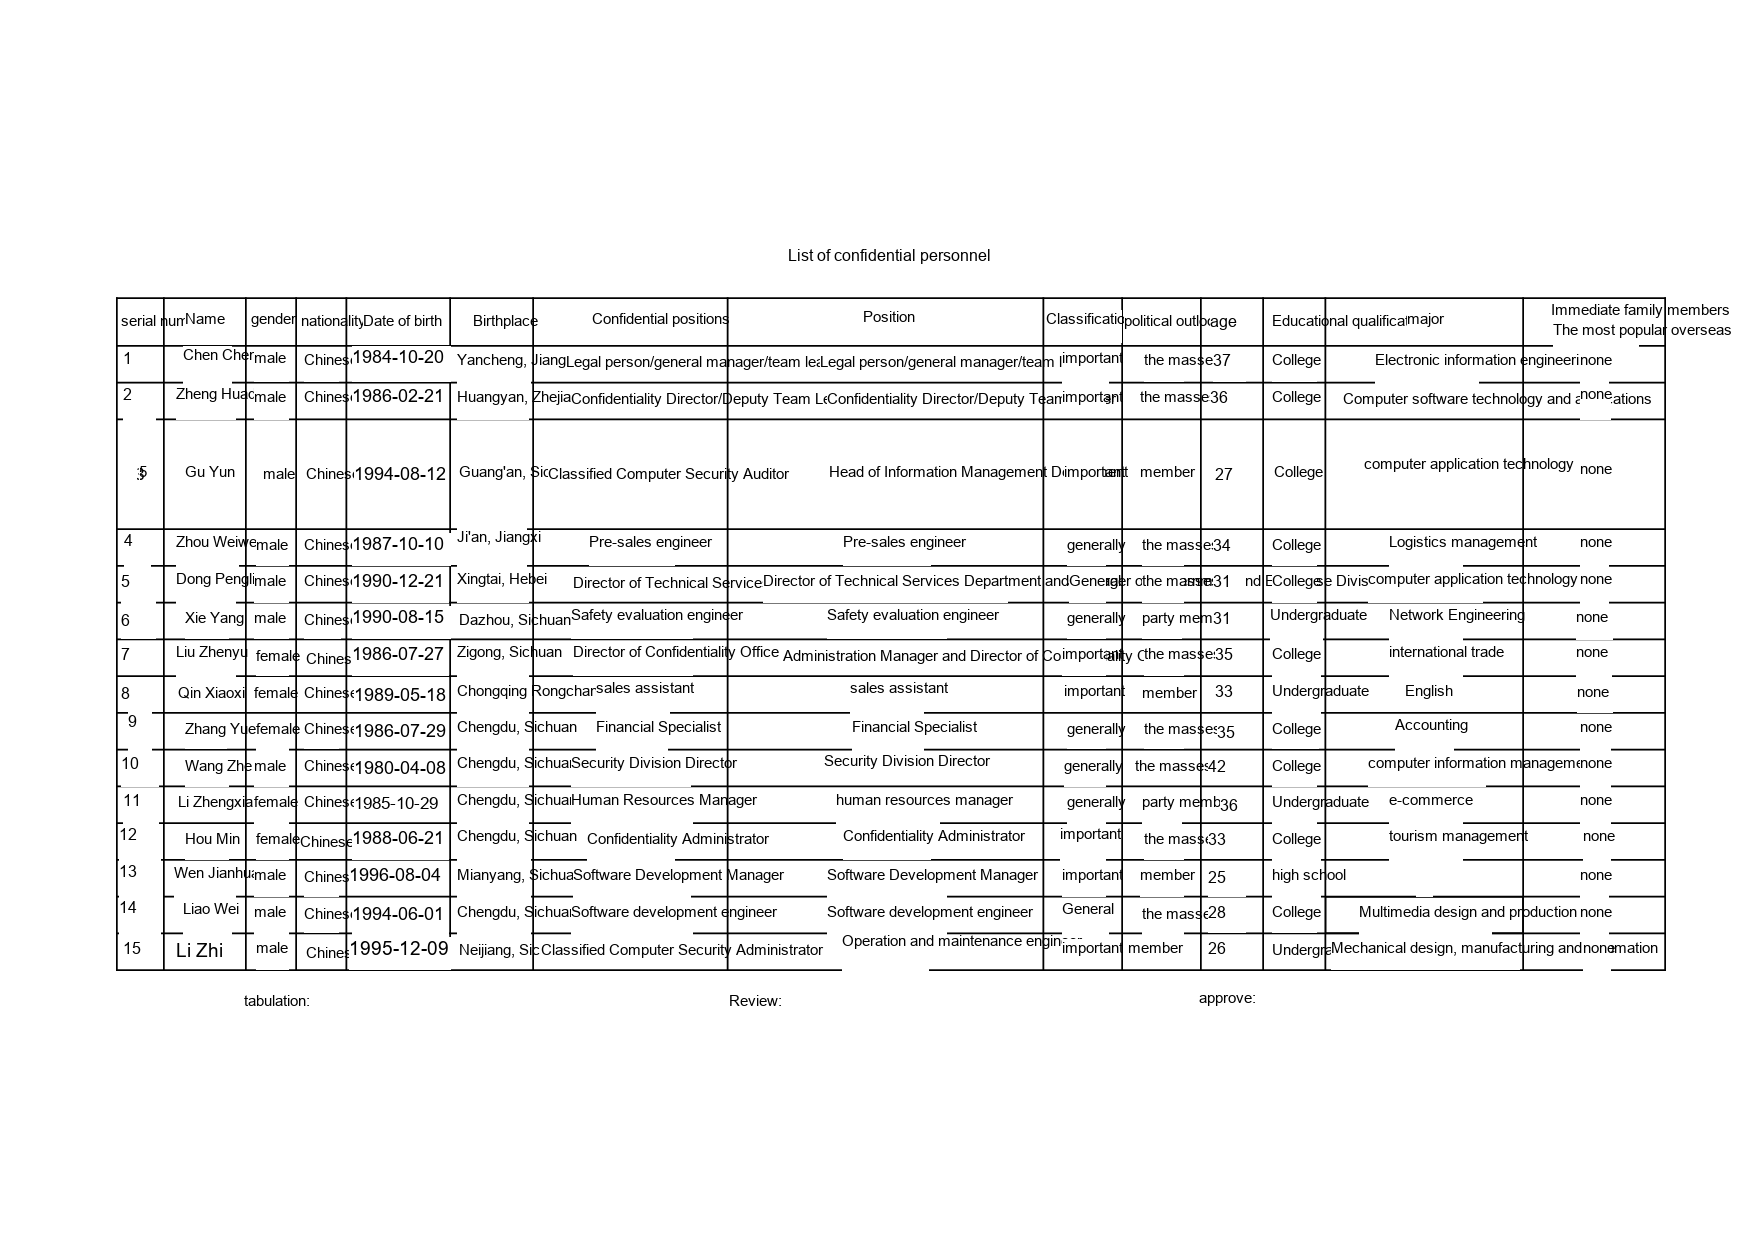 List of confidential personnel
serial num Name gender nationality Date of birth Birthplace Confidential positions Position Classificatio political outlo age Educational qualifica major Immediate family members
The most popular overseas
1 Chen Cher male Chines 1984-10-20 Yancheng, Jiang Legal person/general manager/team lea Legal person/general manager/team l important the masse 37 College Electronic information engineerin none
2 Zheng Huac male Chines 1986-02-21 Huangyan, Zhejia Confidentiality Director/Deputy Team Le Confidentiality Director/Deputy Team important the masse 36 College Computer software technology and a ations none
5 Gu Yun male Chines 1994-08-12 Guang'an, Sic Classified Computer Security Auditor Head of Information Management D important member 27 College computer application technology none
4 Zhou Weiwe male Chines 1987-10-10 Ji'an, Jiangxi Pre-sales engineer Pre-sales engineer generally the masse 34 College Logistics management none
5 Dong Pengli male Chines 1990-12-21 Xingtai, Hebei Director of Technical Service Director of Technical Services Department and General the mas 31 College se Divis computer application technology none
6 Xie Yang male Chines 1990-08-15 Dazhou, Sichuan Safety evaluation engineer Safety evaluation engineer generally party mem 31 Undergraduate Network Engineering none
7 Liu Zhenyu female Chines 1986-07-27 Zigong, Sichuan Director of Confidentiality Office Administration Manager and Director of Co important ality the masse 35 College international trade none
8 Qin Xiaoxi female Chinese 1989-05-18 Chongqing Rongchar sales assistant sales assistant important member 33 Undergraduate English none
9 Zhang Yue female Chinese 1986-07-29 Chengdu, Sichuan Financial Specialist Financial Specialist generally the masses 35 College Accounting none
10 Wang Zhe male Chinese 1980-04-08 Chengdu, Sichuan Security Division Director Security Division Director generally the masses 42 College computer information manageme none
11 Li Zhengxia female Chinese 1985-10-29 Chengdu, Sichuan Human Resources Manager human resources manager generally party memb 36 Undergraduate e-commerce none
12 Hou Min female Chinese 1988-06-21 Chengdu, Sichuan Confidentiality Administrator Confidentiality Administrator important the masse 33 College tourism management none
13 Wen Jianhua male Chines 1996-08-04 Mianyang, Sichua Software Development Manager Software Development Manager important member 25 high school none
14 Liao Wei male Chines 1994-06-01 Chengdu, Sichua Software development engineer Software development engineer General the masse 28 College Multimedia design and production none
15 Li Zhi male Chines 1995-12-09 Neijiang, Sic Classified Computer Security Administrator Operation and maintenance engin important member 26 Undergra Mechanical design, manufacturing and none mation
tabulation: Review: approve: